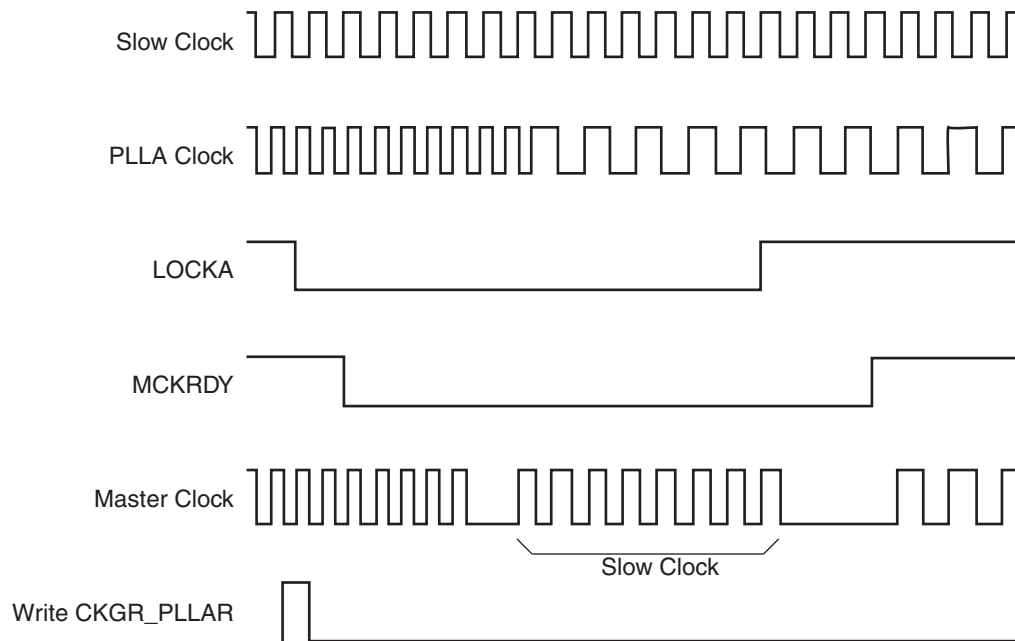 Slow Clock
PLLA Clock
LOCKA
MCKRDY
Master Clock
Slow Clock
Write CKGR_PLLAR